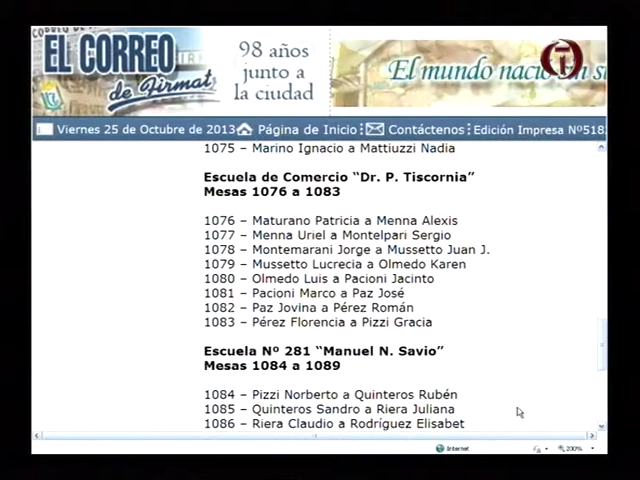 EL CORREO
de Firmat
98 años
junto a
la ciudad
El mundo nació en su
Viernes 25 de Octubre de 2013 Página de Inicio Contáctenos Edición Impresa Nº518
1075 – Marino Ignacio a Mattiuzzi Nadia
Escuela de Comercio “Dr. P. Tiscornia”
Mesas 1076 a 1083
1076 – Maturano Patricia a Menna Alexis
1077 – Menna Uriel a Montelpari Sergio
1078 – Montemarani Jorge a Mussetto Juan J.
1079 – Mussetto Lucrecia a Olmedo Karen
1080 – Olmedo Luis a Pacioni Jacinto
1081 – Pacioni Marco a Paz José
1082 – Paz Jovina a Pérez Román
1083 – Pérez Florencia a Pizzi Gracia
Escuela Nº 281 “Manuel N. Savio”
Mesas 1084 a 1089
1084 – Pizzi Norberto a Quinteros Rubén
1085 – Quinteros Sandro a Riera Juliana
1086 – Riera Claudio a Rodríguez Elisabet
Internet
200%